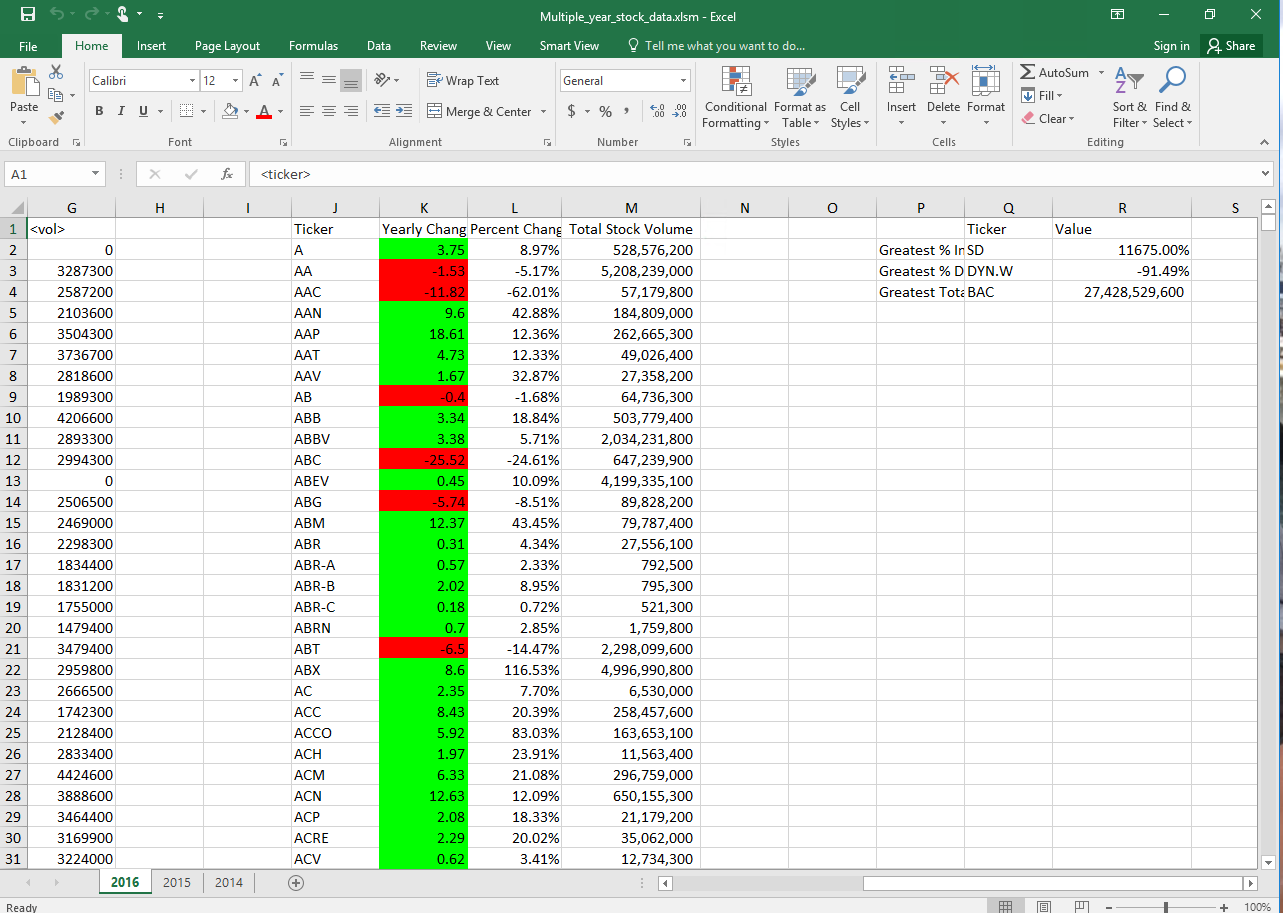 Multiple_year_stock_data.xlsm - Excel
File Home Insert Page Layout Formulas Data Review View Smart View Tell me what you want to do... Sign in Share
Calibri 12 Wrap Text General AutoSum
Paste Conditional Format as Cell Insert Delete Format Fill Sort & Find &
B I U A Merge & Center $ % , Formatting Table Styles Clear Filter Select
Clipboard Font Alignment Number Styles Cells Editing
A1 fx <ticker>
G H I J K L M N O P Q R S
1 <vol> Ticker Yearly Chang Percent Chang Total Stock Volume Ticker Value
2 0 A 3.75 8.97% 528,576,200 Greatest % In SD 11675.00%
3 3287300 AA -1.53 -5.17% 5,208,239,000 Greatest % D DYN.W -91.49%
4 2587200 AAC -11.82 -62.01% 57,179,800 Greatest Tota BAC 27,428,529,600
5 2103600 AAN 9.6 42.88% 184,809,000
6 3504300 AAP 18.61 12.36% 262,665,300
7 3736700 AAT 4.73 12.33% 49,026,400
8 2818600 AAV 1.67 32.87% 27,358,200
9 1989300 AB -0.4 -1.68% 64,736,300
10 4206600 ABB 3.34 18.84% 503,779,400
11 2893300 ABBV 3.38 5.71% 2,034,231,800
12 2994300 ABC -25.52 -24.61% 647,239,900
13 0 ABEV 0.45 10.09% 4,199,335,100
14 2506500 ABG -5.74 -8.51% 89,828,200
15 2469000 ABM 12.37 43.45% 79,787,400
16 2298300 ABR 0.31 4.34% 27,556,100
17 1834400 ABR-A 0.57 2.33% 792,500
18 1831200 ABR-B 2.02 8.95% 795,300
19 1755000 ABR-C 0.18 0.72% 521,300
20 1479400 ABRN 0.7 2.85% 1,759,800
21 3479400 ABT -6.5 -14.47% 2,298,099,600
22 2959800 ABX 8.6 116.53% 4,996,990,800
23 2666500 AC 2.35 7.70% 6,530,000
24 1742300 ACC 8.43 20.39% 258,457,600
25 2128400 ACCO 5.92 83.03% 163,653,100
26 2833400 ACH 1.97 23.91% 11,563,400
27 4424600 ACM 6.33 21.08% 296,759,000
28 3888600 ACN 12.63 12.09% 650,155,300
29 3464400 ACP 2.08 18.33% 21,179,200
30 3169900 ACRE 2.29 20.02% 35,062,000
31 3224000 ACV 0.62 3.41% 12,734,300
2016 2015 2014
Ready 100%